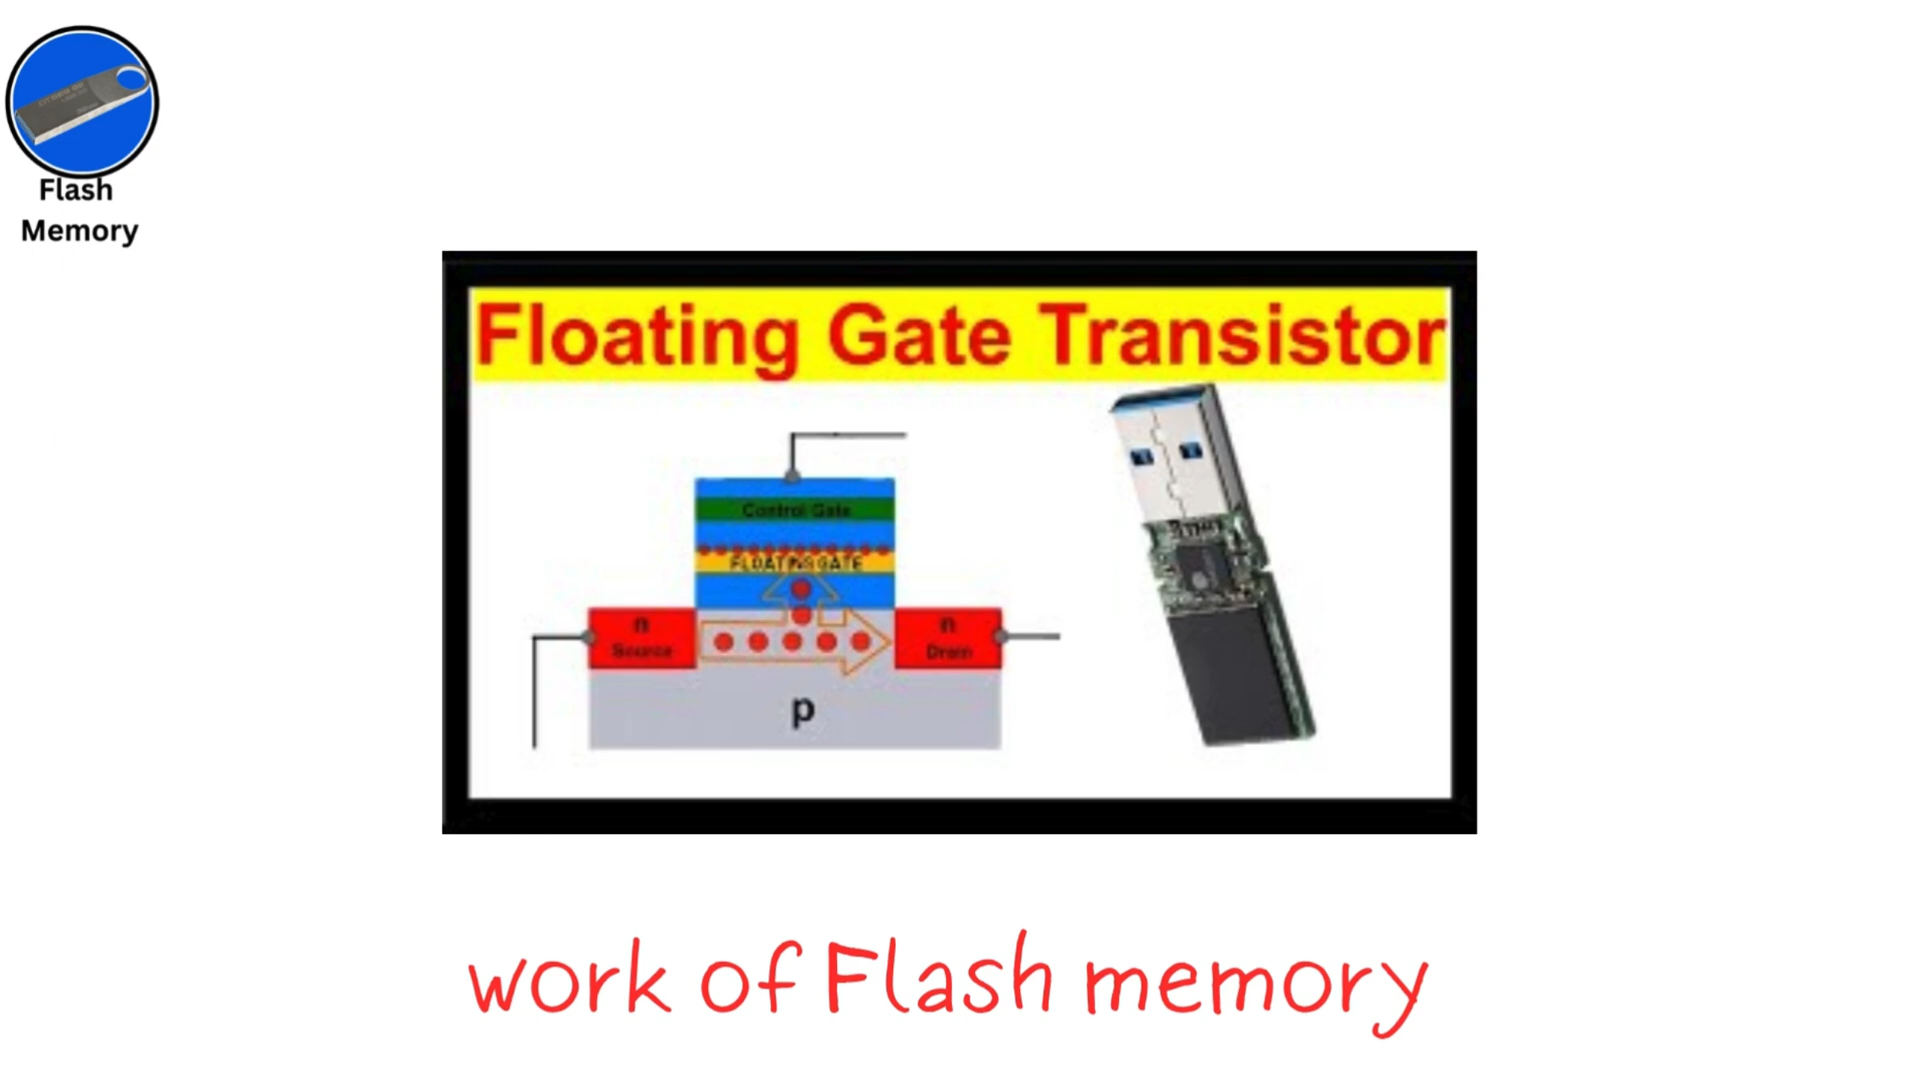 Flash
Memory
Floating Gate Transistor
Control Gate
FLOATING GATE
n
Source
n
Drain
p
work of Flash memory